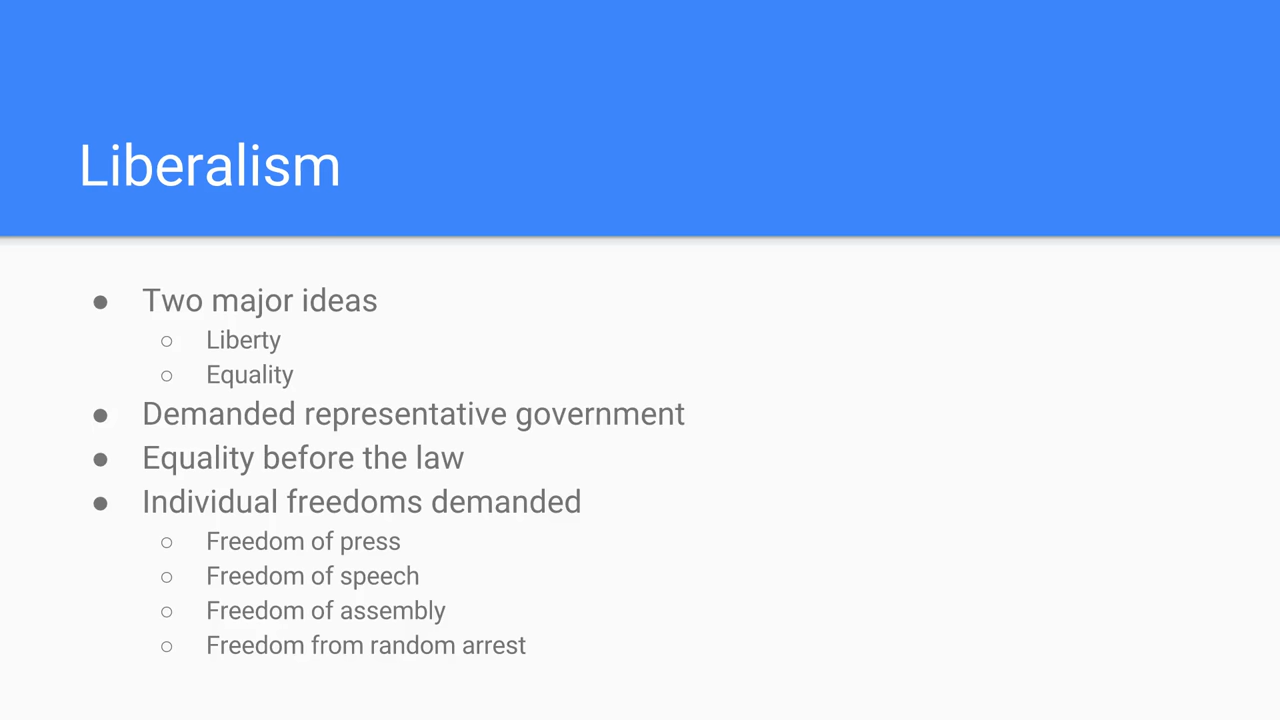 Liberalism
● Two major ideas
○ Liberty
○ Equality
● Demanded representative government
● Equality before the law
● Individual freedoms demanded
○ Freedom of press
○ Freedom of speech
○ Freedom of assembly
○ Freedom from random arrest